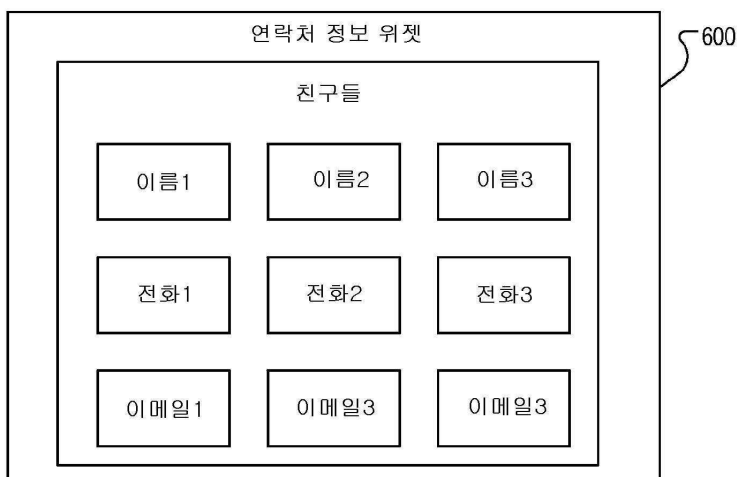 연락처 정보 위젯
600
친구들
이름1 이름2 이름3
전화1 전화2 전화3
이메일1 이메일3 이메일3